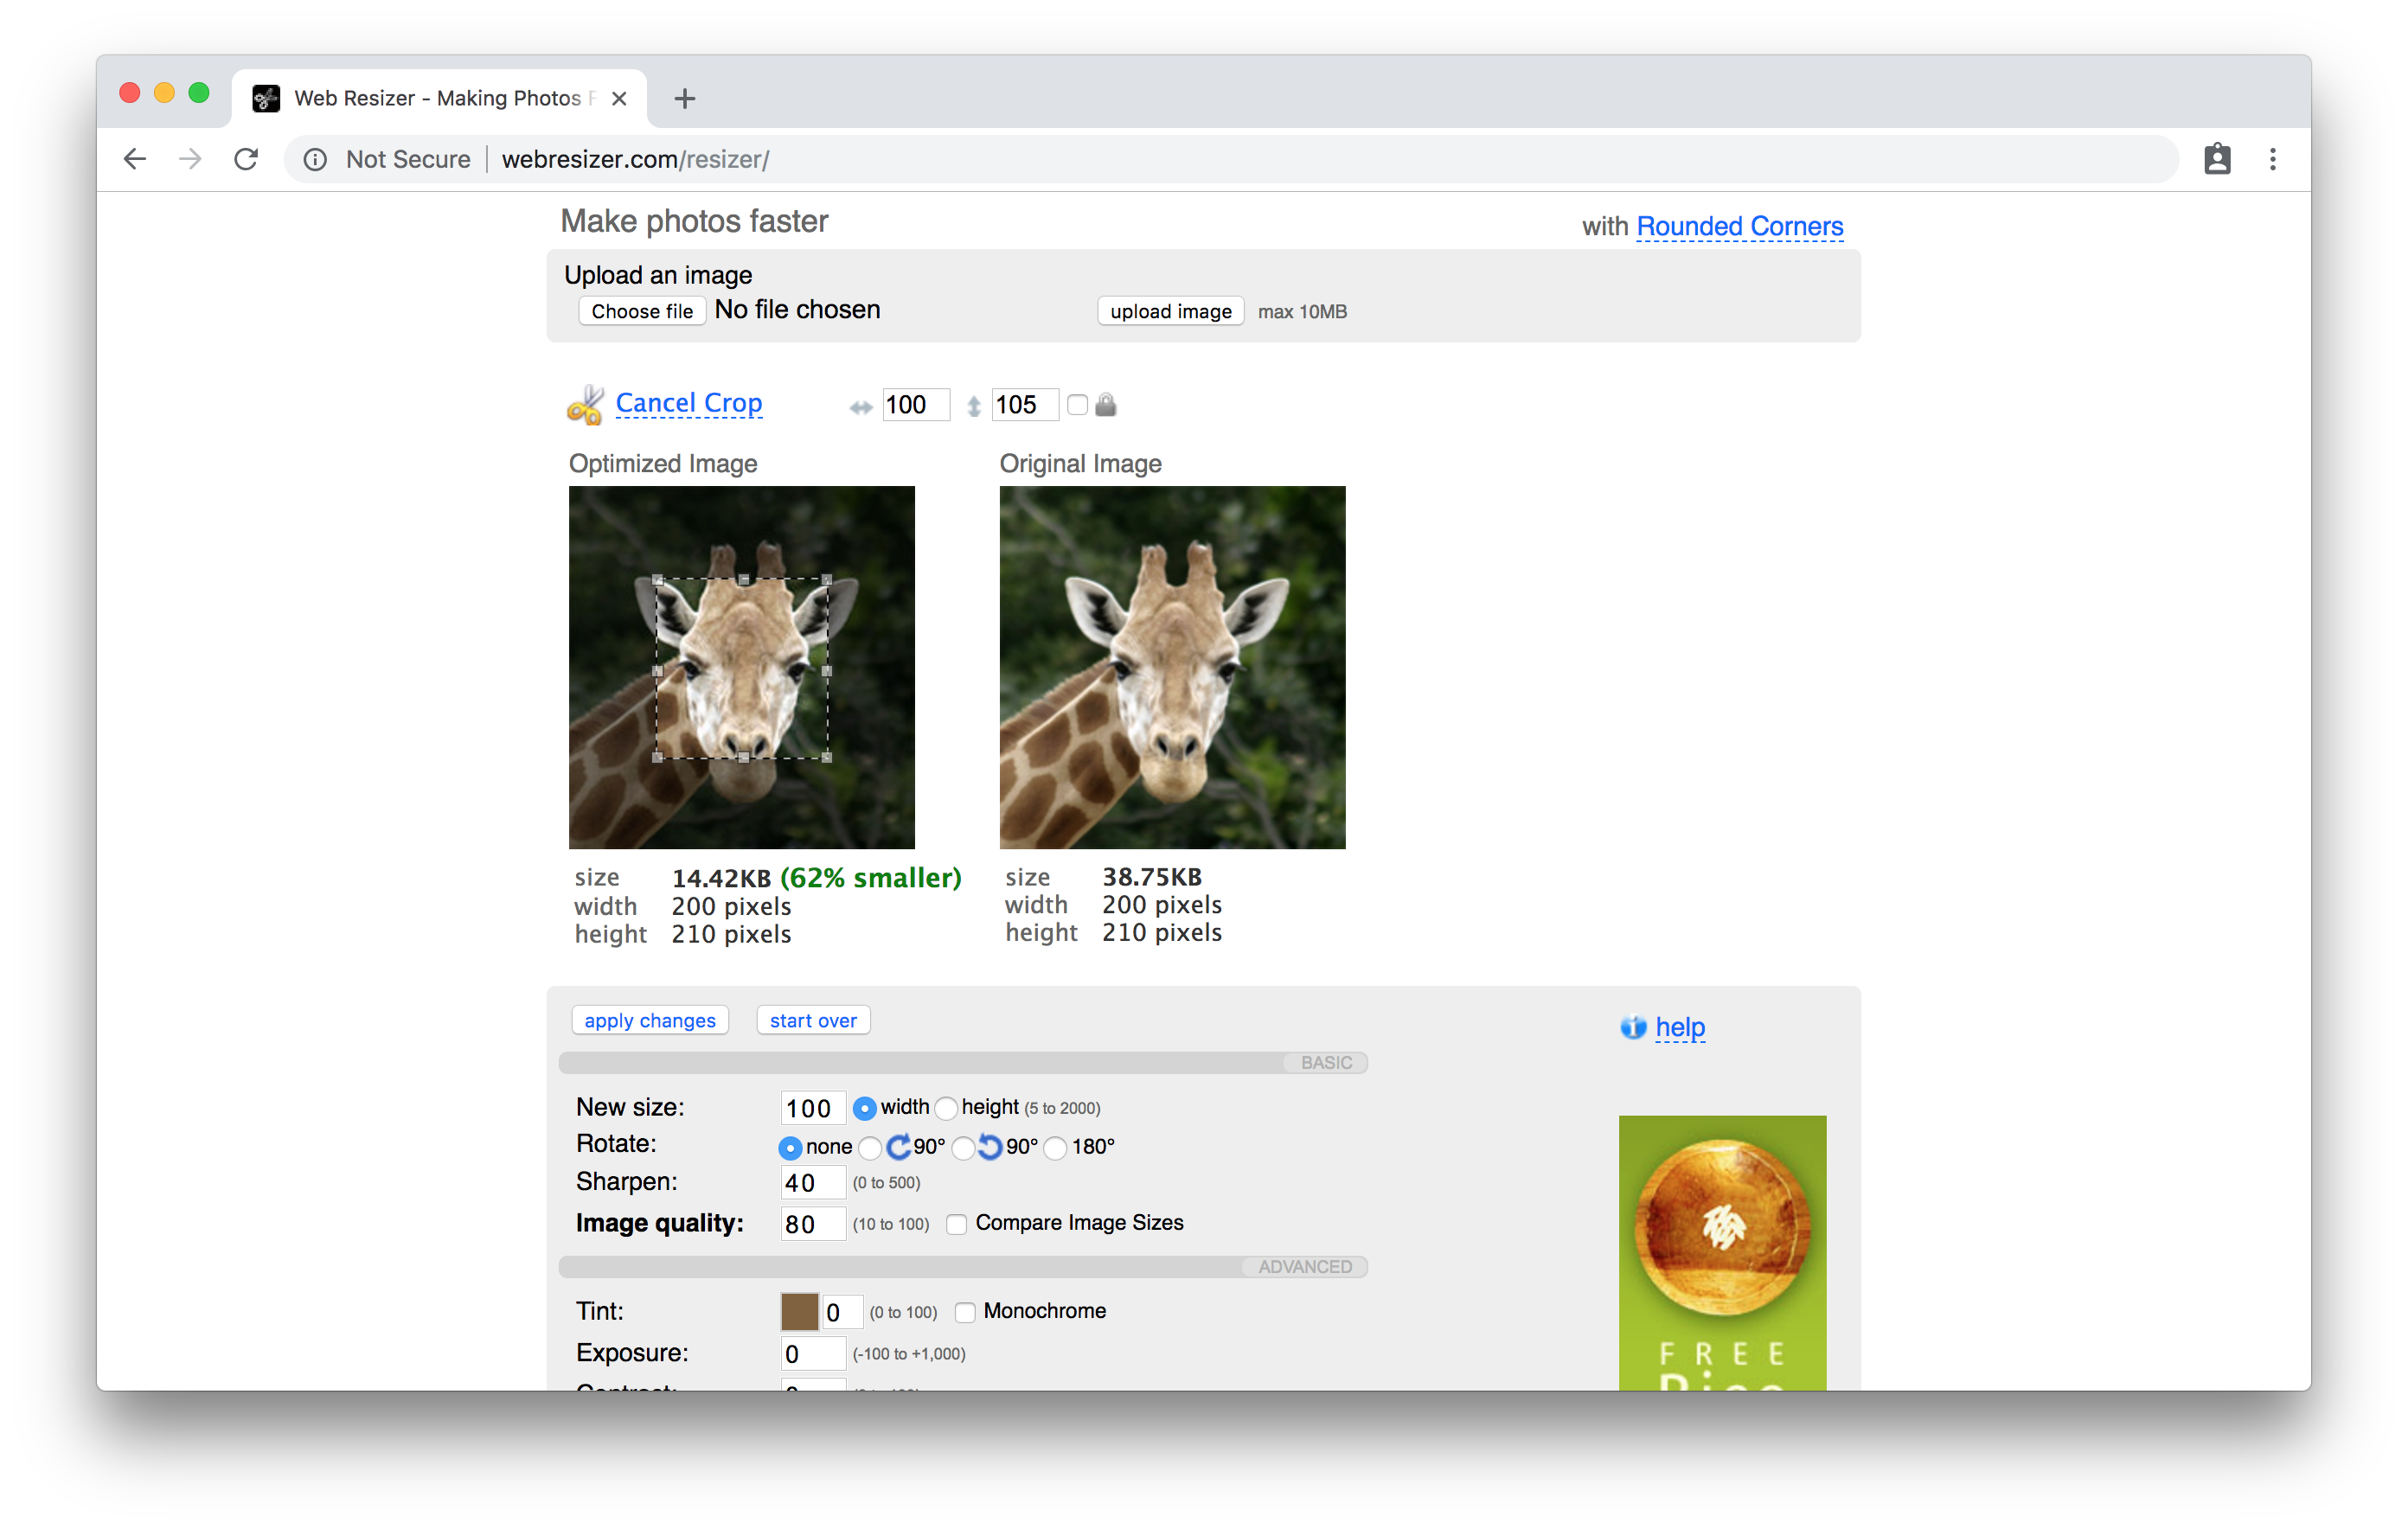 Web Resizer - Making Photos F
Not Secure webresizer.com/resizer/
Make photos faster
with Rounded Corners
Upload an image
Choose file No file chosen upload image max 10MB
Cancel Crop 100 105
Optimized Image Original Image
size 14.42KB (62% smaller) size 38.75KB
width 200 pixels width 200 pixels
height 210 pixels height 210 pixels
apply changes start over help
BASIC
New size: 100 width height (5 to 2000)
Rotate: none 90° 90° 180°
Sharpen: 40 (0 to 500)
Image quality: 80 (10 to 100) Compare Image Sizes
ADVANCED
Tint: 0 (0 to 100) Monochrome
Exposure: 0 (-100 to +1,000)
FREE